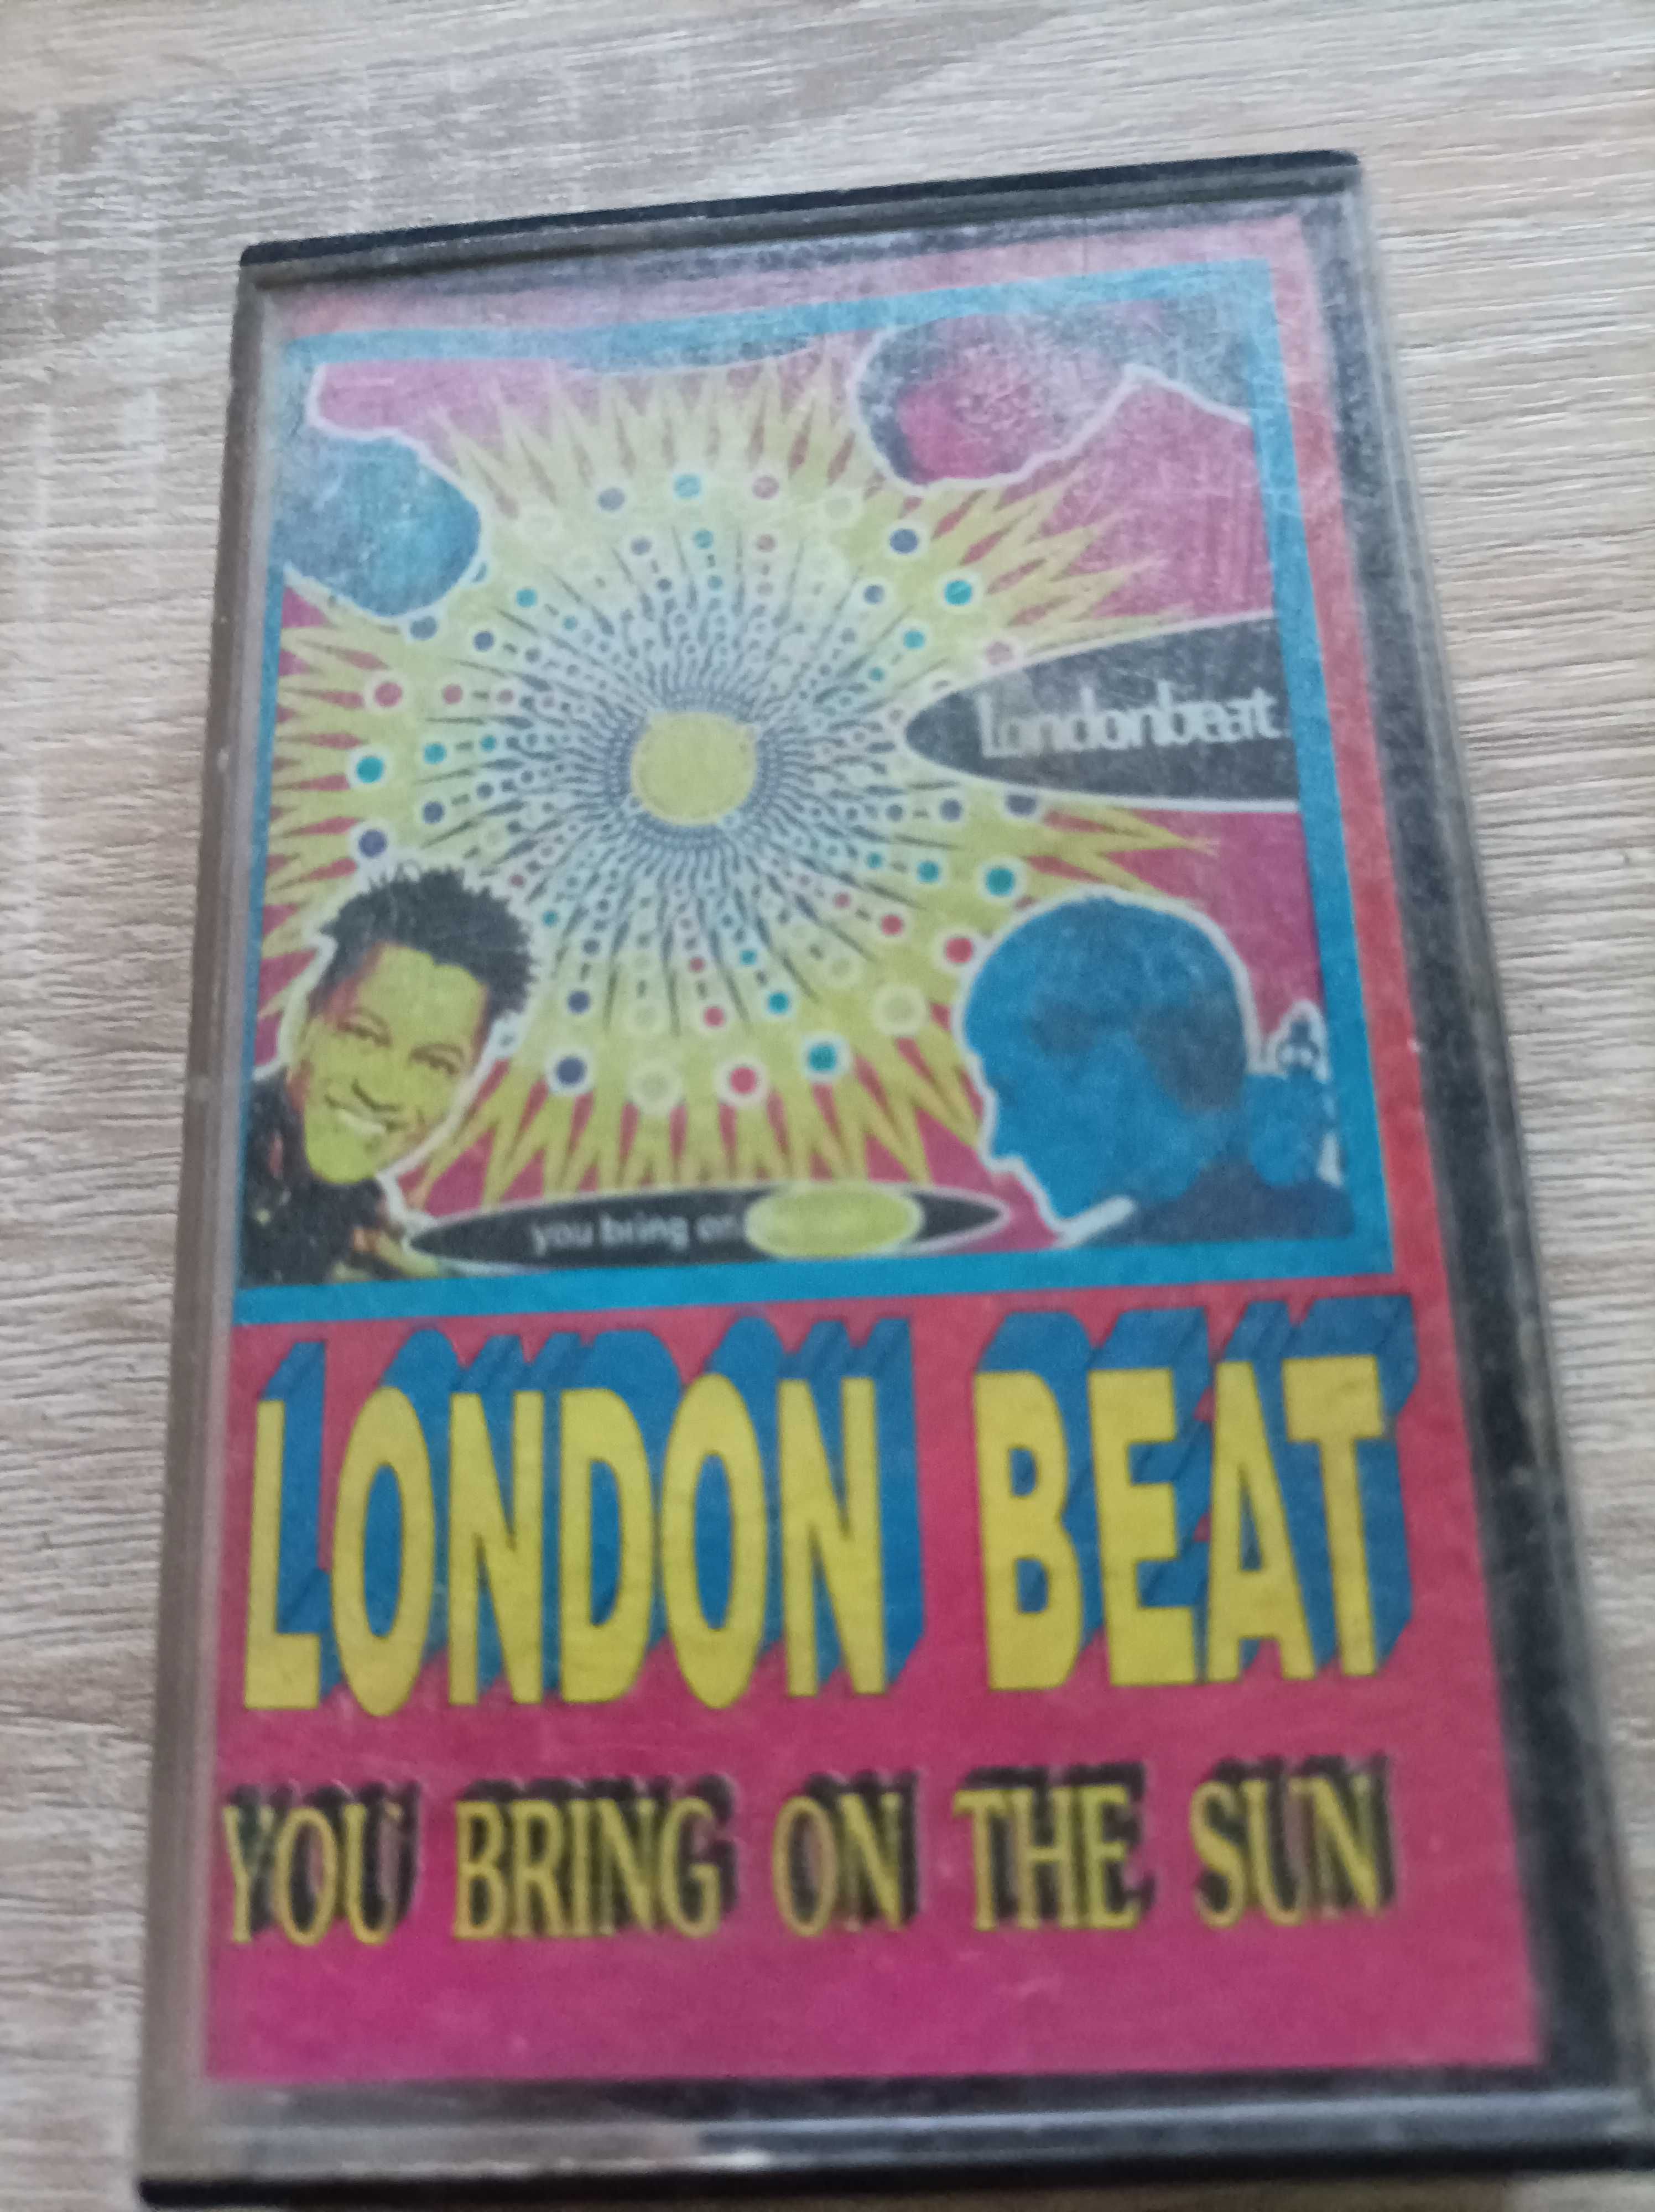 londonbeat
you bring on
LONDON BEAT
YOU BRING ON THE SUN